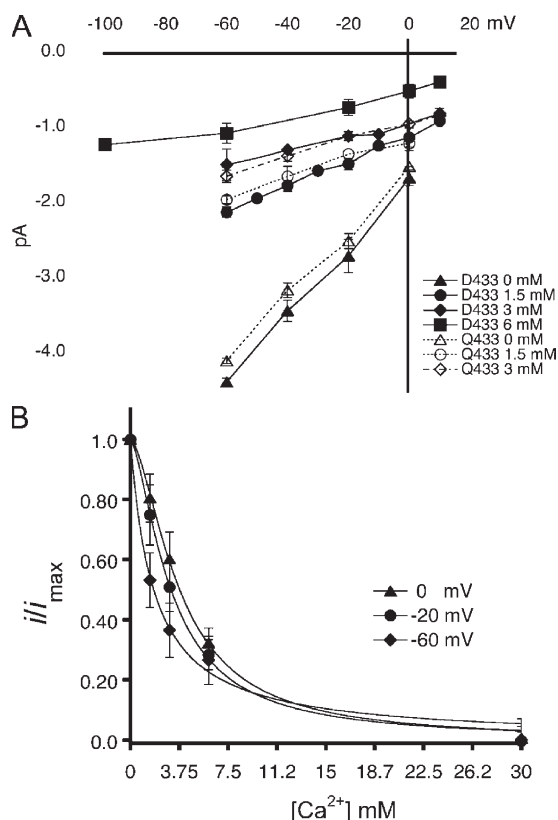 A
-100 -80 -60 -40 -20 0 20 mV
0.0
-1.0
-2.0
-3.0
-4.0
pA
D433 0 mM
D433 1.5 mM
D433 3 mM
D433 6 mM
Q433 0 mM
Q433 1.5 mM
Q433 3 mM
B
1.0
0.80
0.60
0.40
0.20
0.0
i/imax
0 mV
-20 mV
-60 mV
0 3.75 7.5 11.2 15 18.7 22.5 26.2 30
[Ca2+] mM